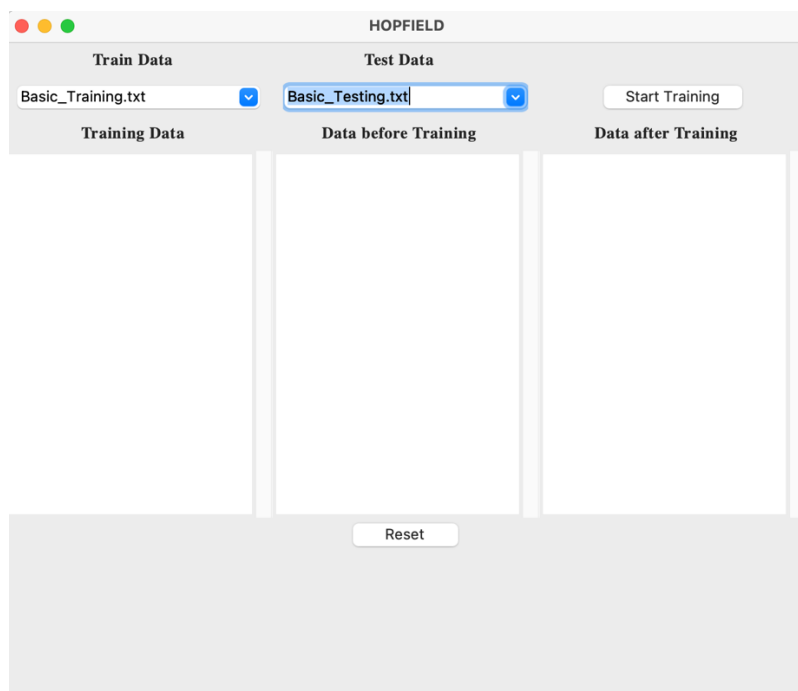 HOPFIELD
Train Data Test Data
Basic_Training.txt Basic_Testing.txt Start Training
Training Data Data before Training Data after Training
Reset